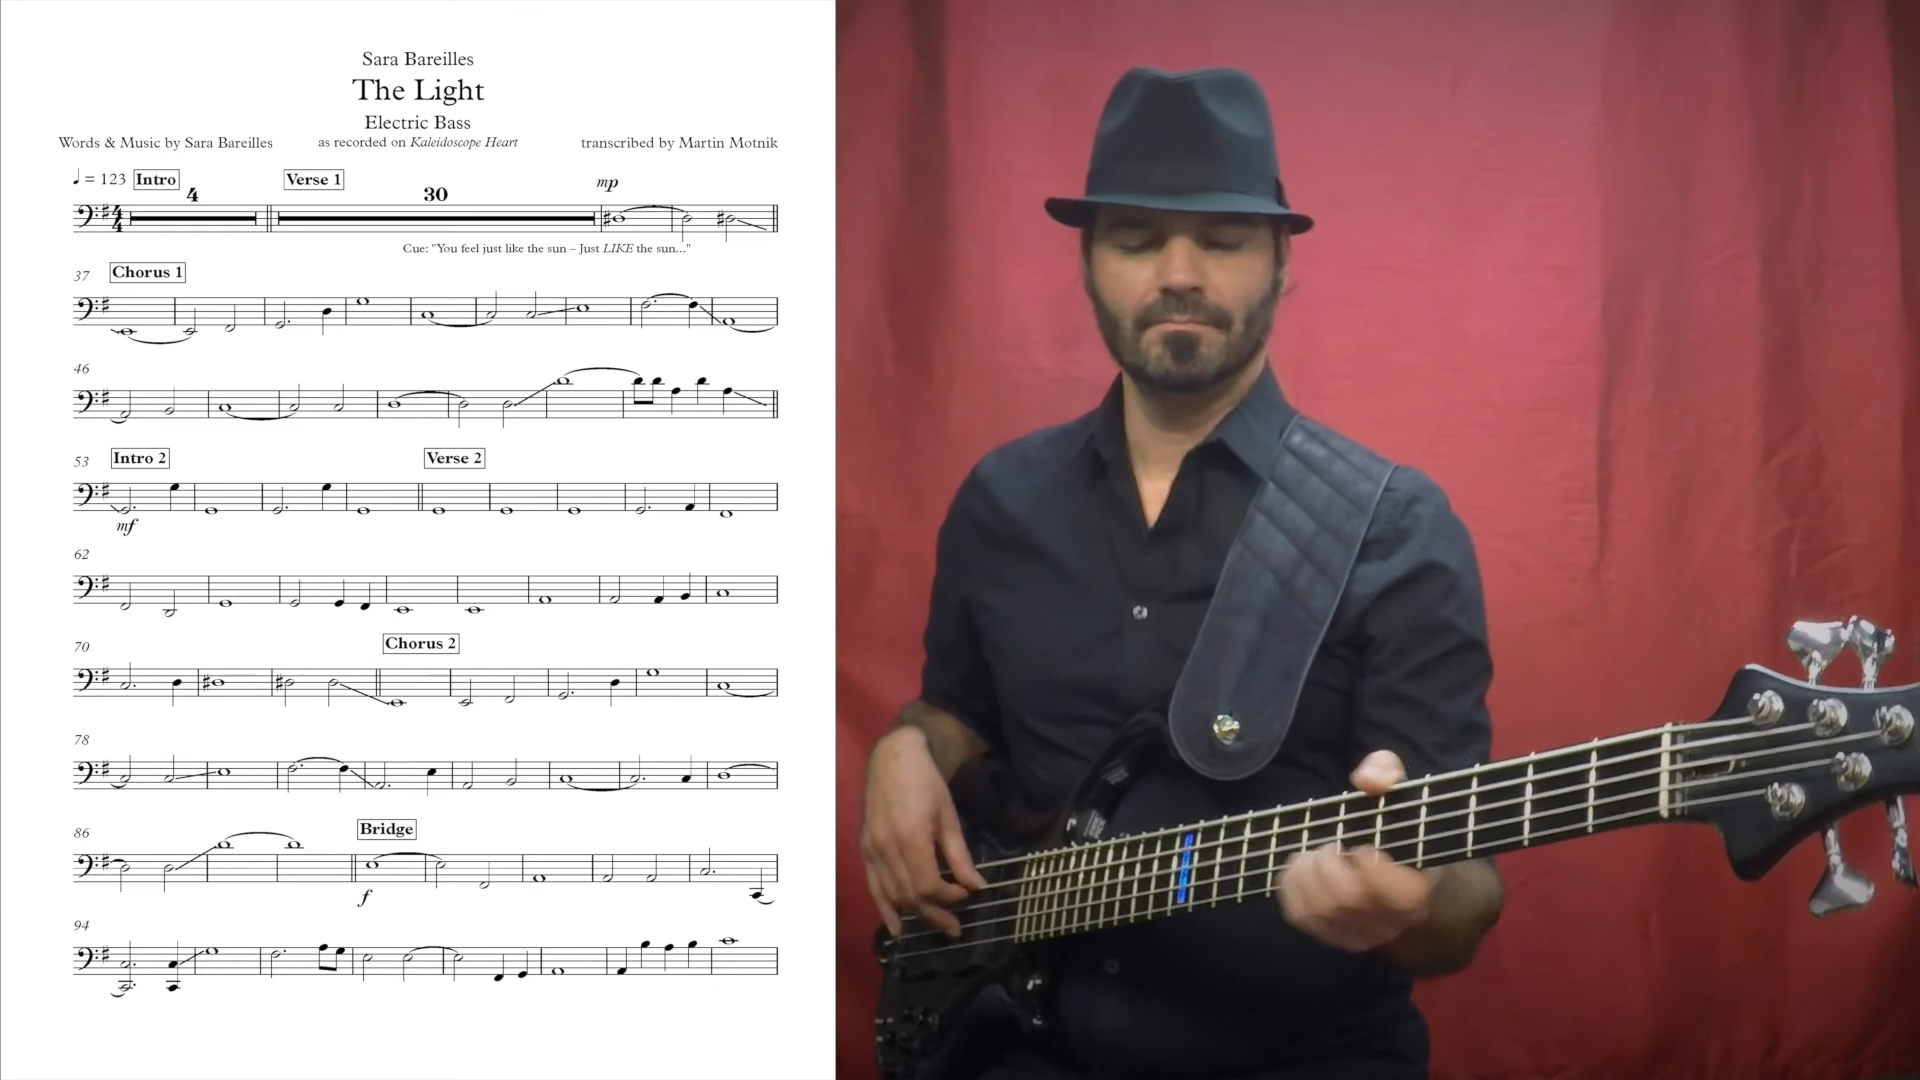 Sara Bareilles
The Light
Electric Bass
Words & Music by Sara Bareilles as recorded on Kaleidoscope Heart transcribed by Martin Motnik
= 123 Intro 4 Verse 1 30 mp
4 4
Cue: "You feel just like the sun – Just LIKE the sun..."
37 Chorus 1
46
53 Intro 2 Verse 2
mf
62
70 Chorus 2
78
86 Bridge
f
94